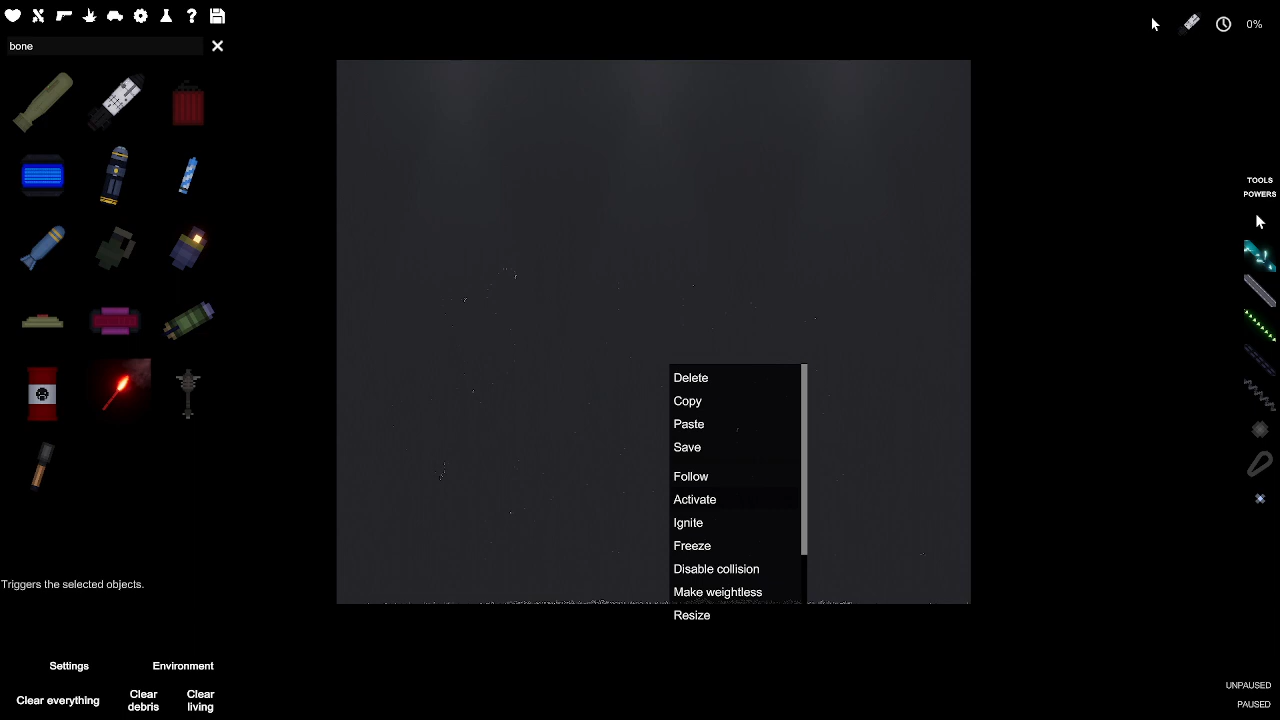 0%
bone
TOOLS
POWERS
Delete
Copy
Paste
Save
Follow
Activate
Ignite
Freeze
Disable collision
Make weightless
Resize
Triggers the selected objects.
Settings
Environment
Clear everything
Clear
debris
Clear
living
UNPAUSED
PAUSED